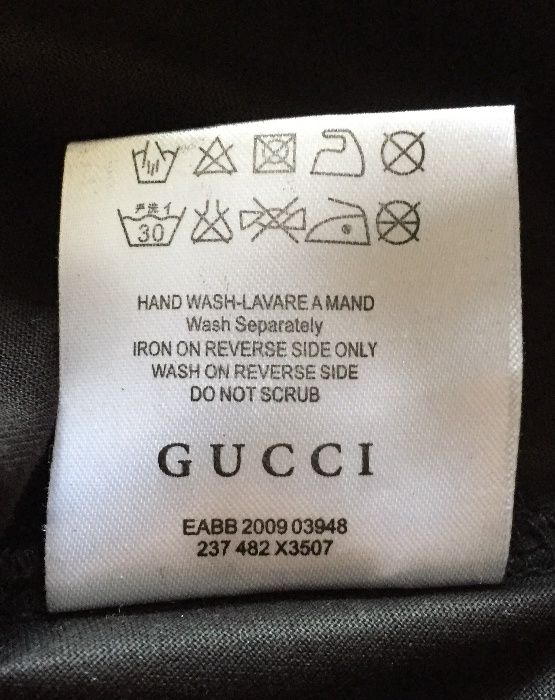 30
HAND WASH-LAVARE A MAND
Wash Separately
IRON ON REVERSE SIDE ONLY
WASH ON REVERSE SIDE
DO NOT SCRUB
GUCCI
EABB 2009 03948
237 482 X3507